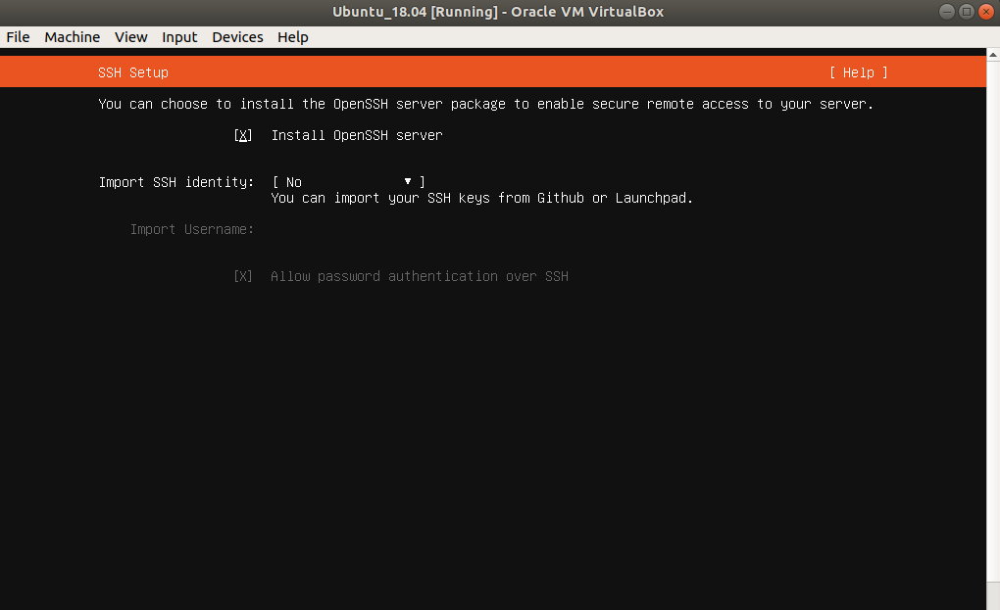 Ubuntu_18.04 [Running] - Oracle VM VirtualBox
File Machine View Input Devices Help
SSH Setup [ Help ]
You can choose to install the OpenSSH server package to enable secure remote access to your server.
[X] Install OpenSSH server
Import SSH identity: [ No ▾ ]
You can import your SSH keys from Github or Launchpad.
Import Username:
[X] Allow password authentication over SSH